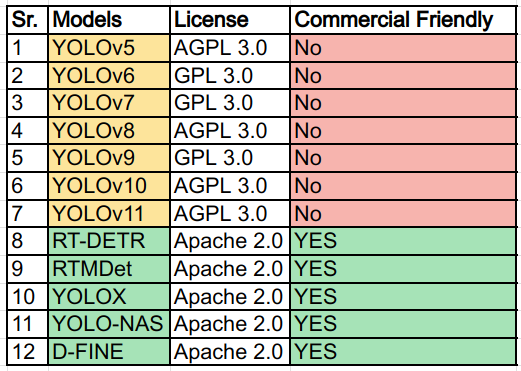 Sr. Models License Commercial Friendly
1 YOLOv5 AGPL 3.0 No
2 YOLOv6 GPL 3.0 No
3 YOLOv7 GPL 3.0 No
4 YOLOv8 AGPL 3.0 No
5 YOLOv9 GPL 3.0 No
6 YOLOv10 AGPL 3.0 No
7 YOLOv11 AGPL 3.0 No
8 RT-DETR Apache 2.0 YES
9 RTMDet Apache 2.0 YES
10 YOLOX Apache 2.0 YES
11 YOLO-NAS Apache 2.0 YES
12 D-FINE Apache 2.0 YES